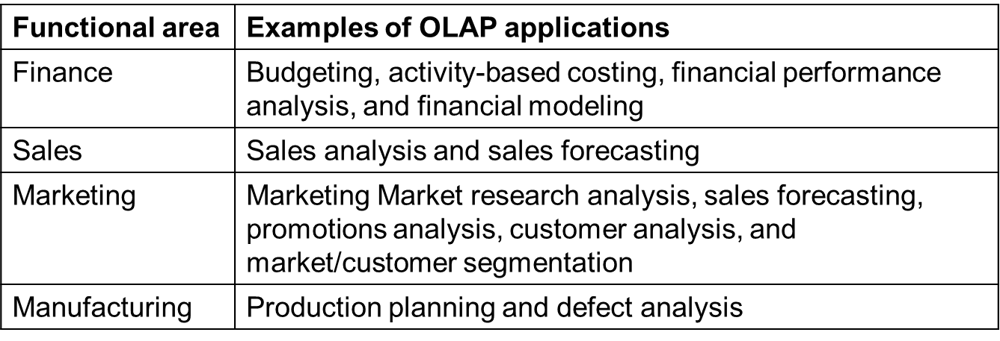 Functional area Examples of OLAP applications
Finance Budgeting, activity-based costing, financial performance
analysis, and financial modeling
Sales Sales analysis and sales forecasting
Marketing Marketing Market research analysis, sales forecasting,
promotions analysis, customer analysis, and
market/customer segmentation
Manufacturing Production planning and defect analysis